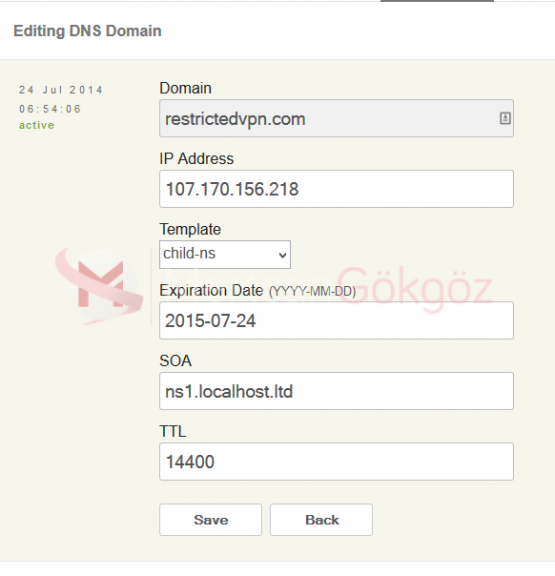 Editing DNS Domain
24 Jul 2014
06:54:06
active
Domain
restrictedvpn.com
IP Address
107.170.156.218
Template
child-ns
Gökgöz
Expiration Date (YYYY-MM-DD)
2015-07-24
SOA
ns1.localhost.ltd
TTL
14400
Save
Back